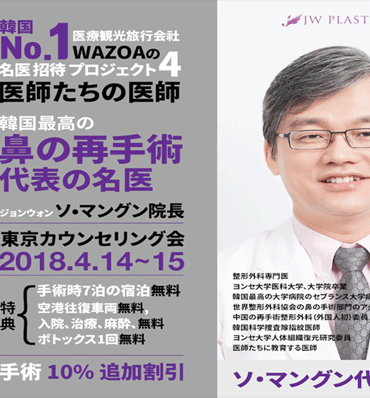 韓国
No.1
医療観光旅行会社
WAZOAの
名医招待プロジェクト4
医師たちの医師
韓国最高の
鼻の再手術
代表の名医
ジョンウォン ソ・マングン院長
東京カウンセリング会
2018.4.14~15
特典
手術時7泊の宿泊無料
空港往復車両無料,
入院、治療、麻酔、無料
ボトックス1回無料
手術 10% 追加割引
JW PLAST
整形外科専門医
ヨンセ大学医科大学、大学院卒業
韓国最高の大学病院のセブランス大学病
世界整形外科協会の鼻の手術部門のア
中国の再手術整形外科(外国人初)委員
韓国科学捜査隊指紋医師
ヨンセ大学人体組織復元研究委員
医師たちに教育する医師
ソ・マングン代